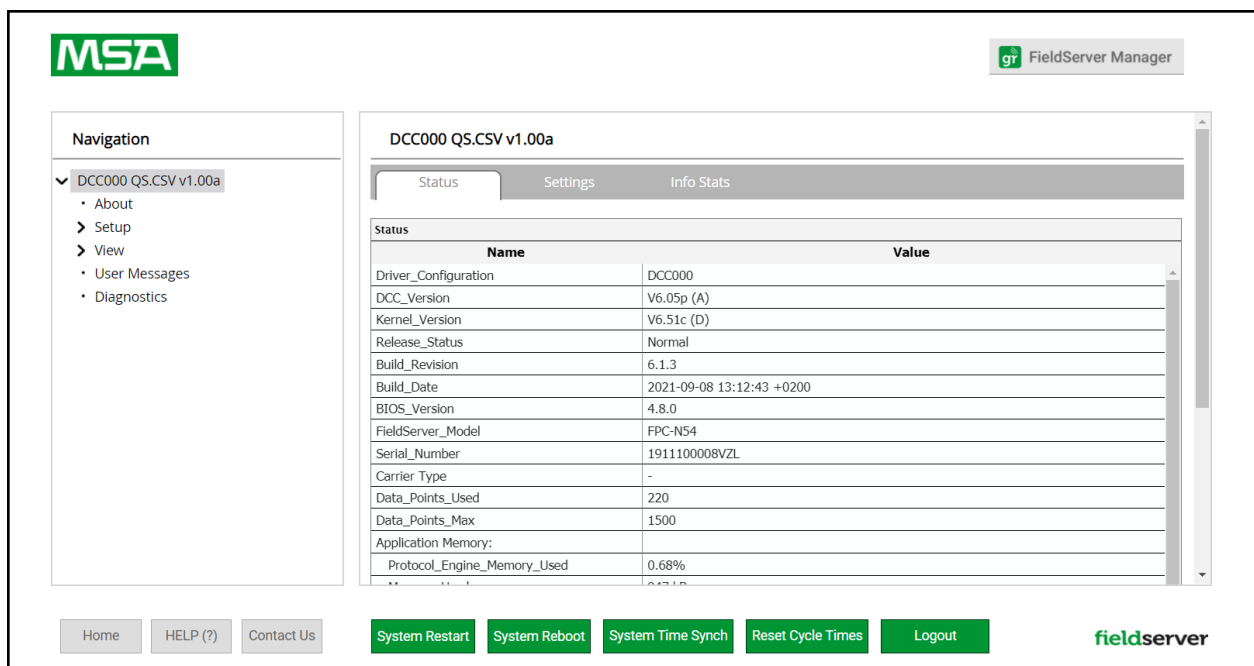 MSA
gr FieldServer Manager
Navigation
DCC000 QS.CSV v1.00a
About
Setup
View
User Messages
Diagnostics
DCC000 QS.CSV v1.00a
Status Settings Info Stats
Status
Name Value
Driver_Configuration DCC000
DCC_Version V6.05p (A)
Kernel_Version V6.51c (D)
Release_Status Normal
Build_Revision 6.1.3
Build_Date 2021-09-08 13:12:43 +0200
BIOS_Version 4.8.0
FieldServer_Model FPC-N54
Serial_Number 1911100008VZL
Carrier Type -
Data_Points_Used 220
Data_Points_Max 1500
Application Memory:
Protocol_Engine_Memory_Used 0.68%
Home HELP (?) Contact Us System Restart System Reboot System Time Synch Reset Cycle Times Logout fieldserver